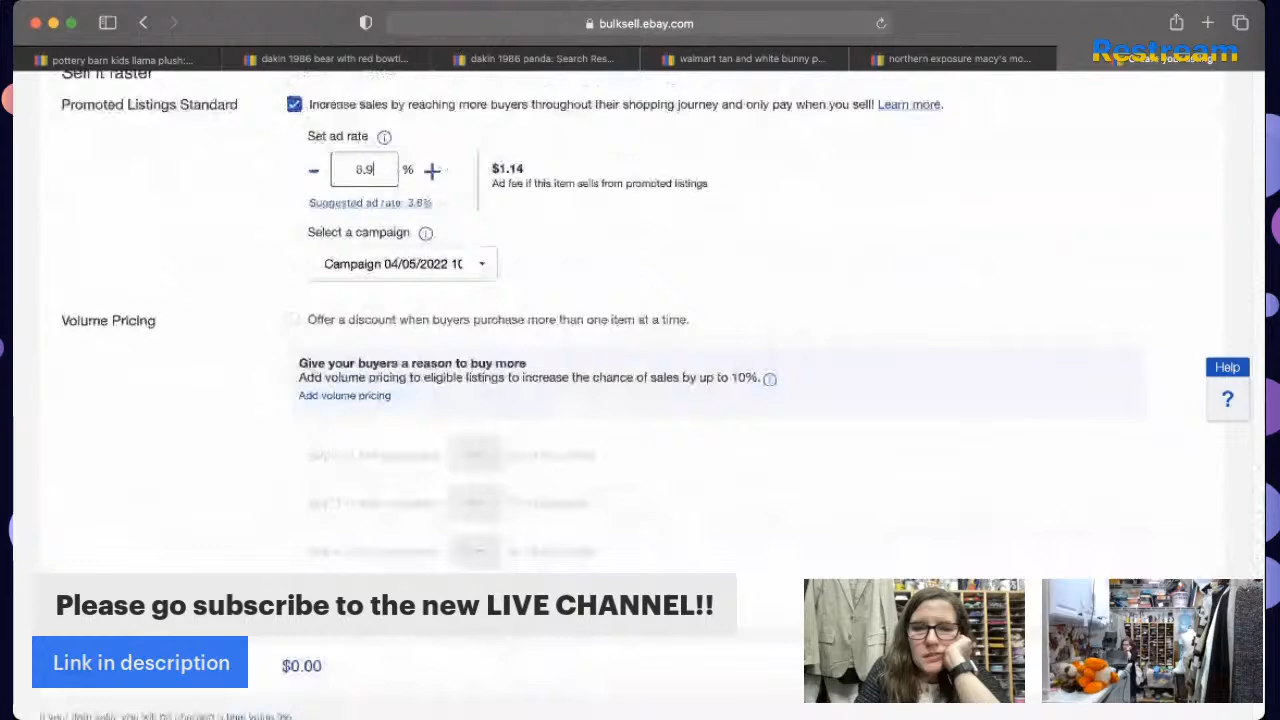 bulksell.ebay.com
pottery barn kids llama plush:...
dakin 1986 bear with red bowti...
dakin 1986 panda: Search Res...
walmart tan and white bunny p...
northern exposure macy's mo...
Restream
Sell it faster
Promoted Listings Standard
Increase sales by reaching more buyers throughout their shopping journey and only pay when you sell! Learn more.
Set ad rate
%
$1.14
Ad fee if this item sells from promoted listings
Suggested ad rate:
Select a campaign
Campaign 04/05/2022 10
Volume Pricing
Offer a discount when buyers purchase more than one item at a time.
Give your buyers a reason to buy more
Add volume pricing to eligible listings to increase the chance of sales by up to 10%.
Add volume pricing
Help
?
Please go subscribe to the new LIVE CHANNEL!!
Link in description
$0.00